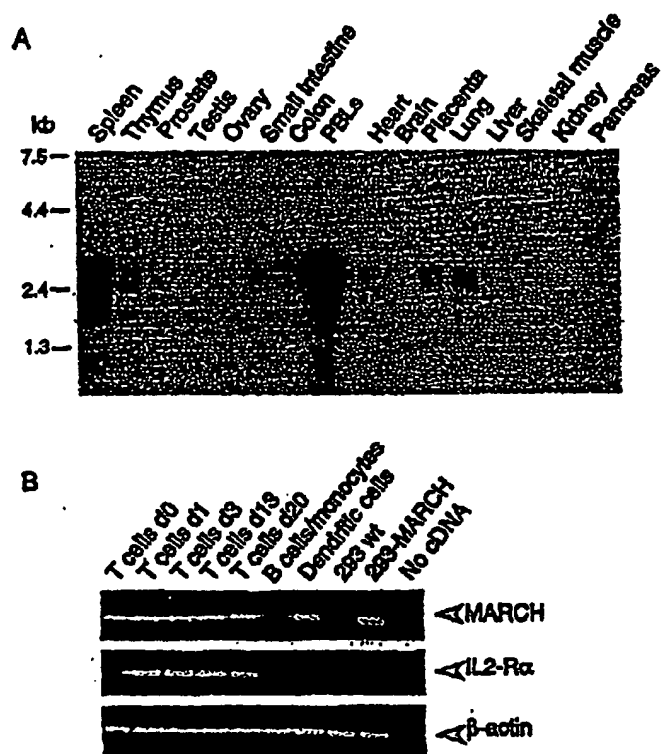 A
kb
Spleen
Thymus
Prostate
Testis
Ovary
Small intestine
Colon
PBLs
Heart
Brain
Placenta
Lung
Liver
Skeletal muscle
Kidney
Pancreas
7.5
4.4
2.4
1.3
B
T cells d0
T cells d1
T cells d3
T cells d13
T cells d20
B cells/monocytes
Dendritic cells
293 wt
293-MARCH
No cDNA
MARCH
IL2-Rα
β-actin